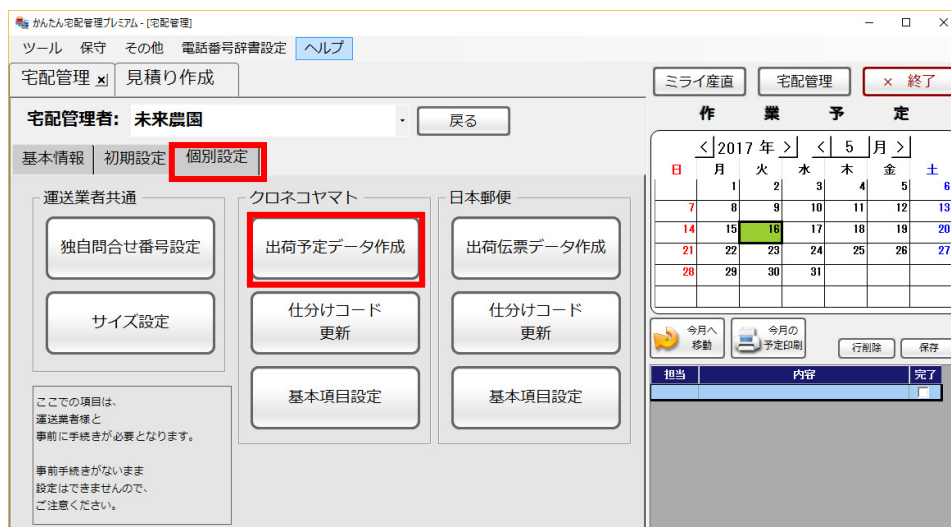 かんたん宅配管理プレミアム - [宅配管理]
ツール 保守 その他 電話番号辞書設定 ヘルプ
宅配管理 x 見積り作成
宅配管理者: 未来農園 戻る
基本情報 初期設定 個別設定
運送業者共通
独自問合せ番号設定
サイズ設定
ここでの項目は、
運送業者様と
事前に手続きが必要となります。
事前手続きがないまま
設定はできませんので、
ご注意ください。
クロネコヤマト
出荷予定データ作成
仕分けコード
更新
基本項目設定
日本郵便
出荷伝票データ作成
仕分けコード
更新
基本項目設定
ミライ産直 宅配管理 × 終了
作 業 予 定
< 2017 年 > < 5 月 >
日 月 火 水 木 金 土
1 2 3 4 5 6
7 8 9 10 11 12 13
14 15 16 17 18 19 20
21 22 23 24 25 26 27
28 29 30 31
今月へ
移動
今月の
予定印刷
行削除 保存
担当 内容 完了